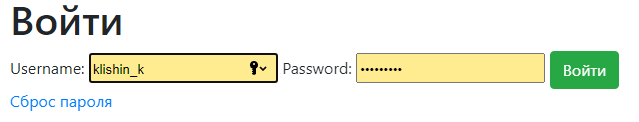 Войти
Username: klishin_k Password: ••••••••• Войти
Сброс пароля